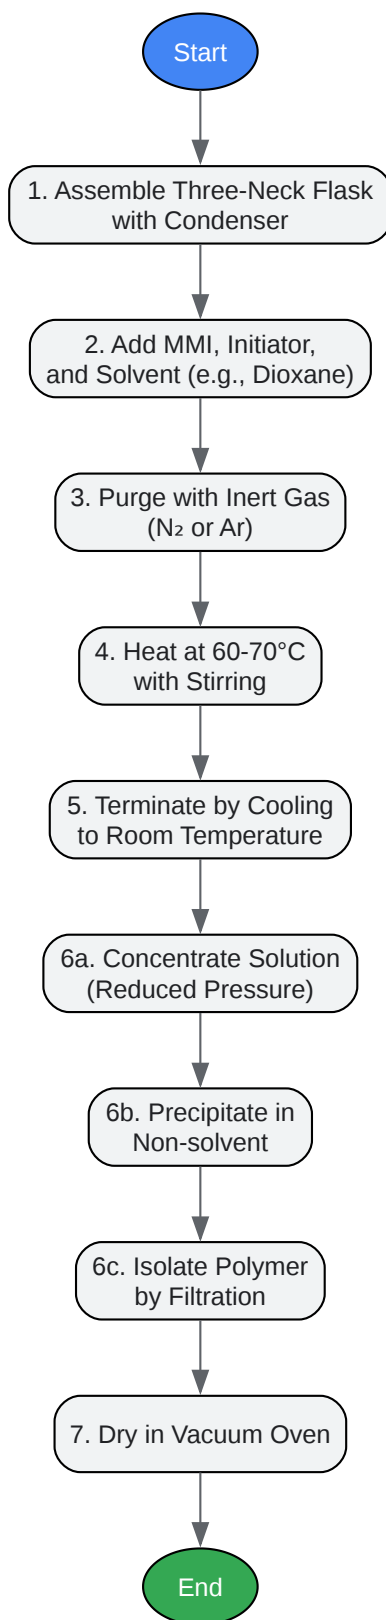 Start
1. Assemble Three-Neck Flask
with Condenser
2. Add MMI, Initiator,
and Solvent (e.g., Dioxane)
3. Purge with Inert Gas
(N₂ or Ar)
4. Heat at 60-70°C
with Stirring
5. Terminate by Cooling
to Room Temperature
6a. Concentrate Solution
(Reduced Pressure)
6b. Precipitate in
Non-solvent
6c. Isolate Polymer
by Filtration
7. Dry in Vacuum Oven
End